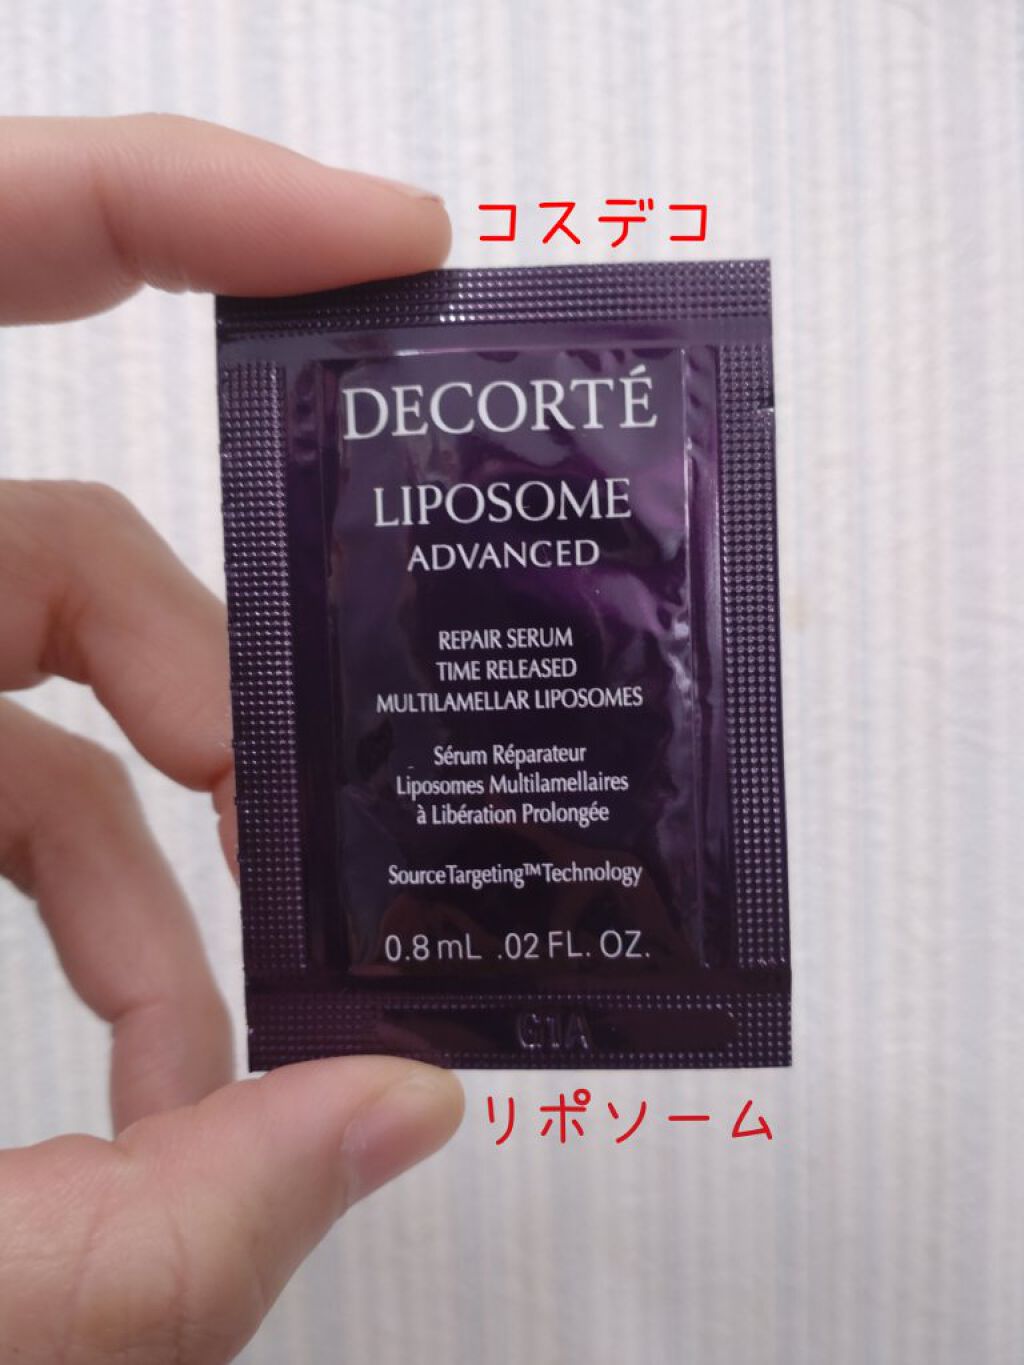 コスデコ
DECORTÉ
LIPOSOME
ADVANCED
REPAIR SERUM
TIME RELEASED
MULTILAMELLAR LIPOSOMES
Sérum Réparateur
Liposomes Multilamellaires
à Libération Prolongée
SourceTargeting™Technology
0.8 mL .02 FL. OZ.
G1A
リポソーム